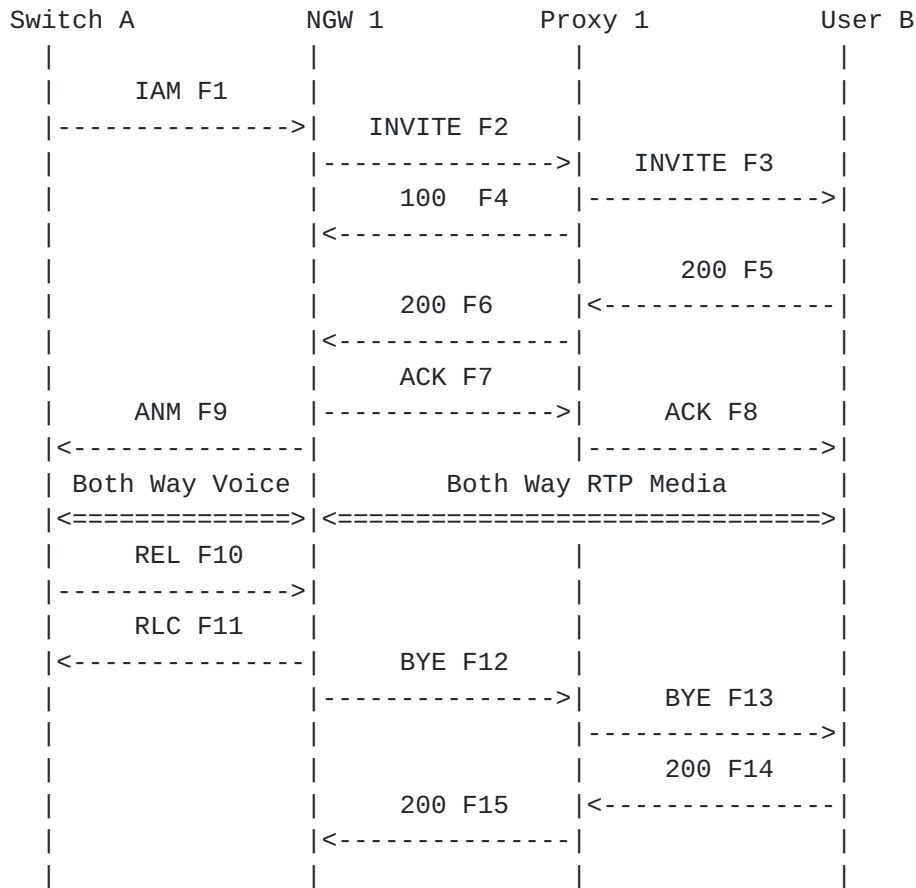 Switch A NGW 1 Proxy 1 User B
IAM F1
INVITE F2
INVITE F3
100 F4
200 F5
200 F6
ACK F7
ANM F9 ACK F8
Both Way Voice Both Way RTP Media
REL F10
RLC F11
BYE F12
BYE F13
200 F14
200 F15